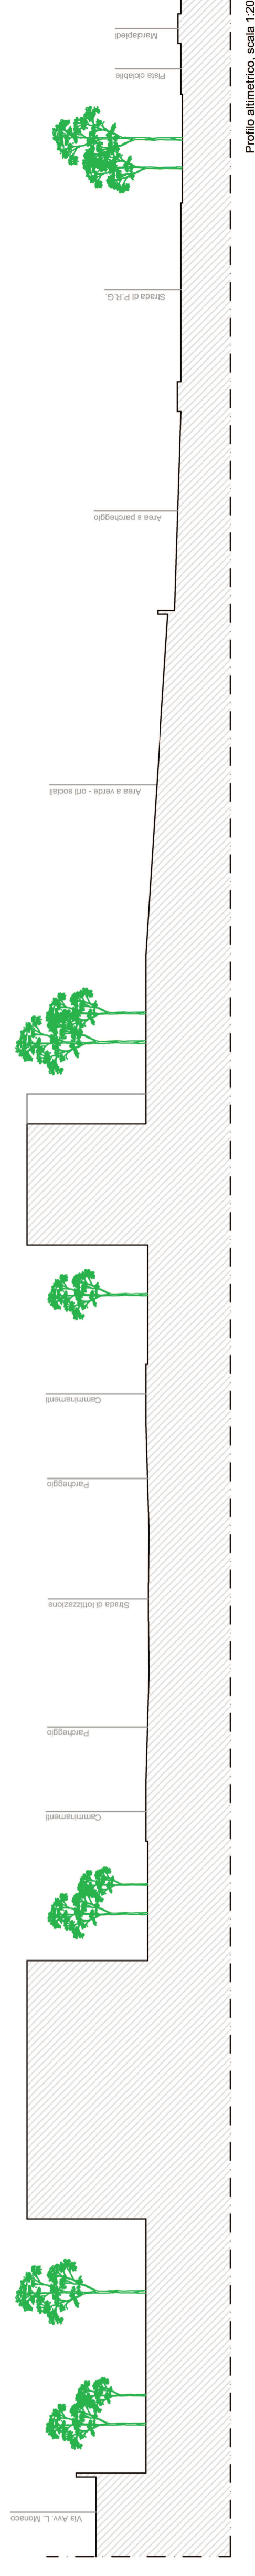 Profilo altimetrico, scala 1:20
Marciapiedi
Pista ciclabile
Strada di P.R.G.
Area a parcheggio
Area a verde - orti sociali
Camminamenti
Parcheggio
Strada di lottizzazione
Parcheggio
Camminamenti
Via Avv. L. Monaco